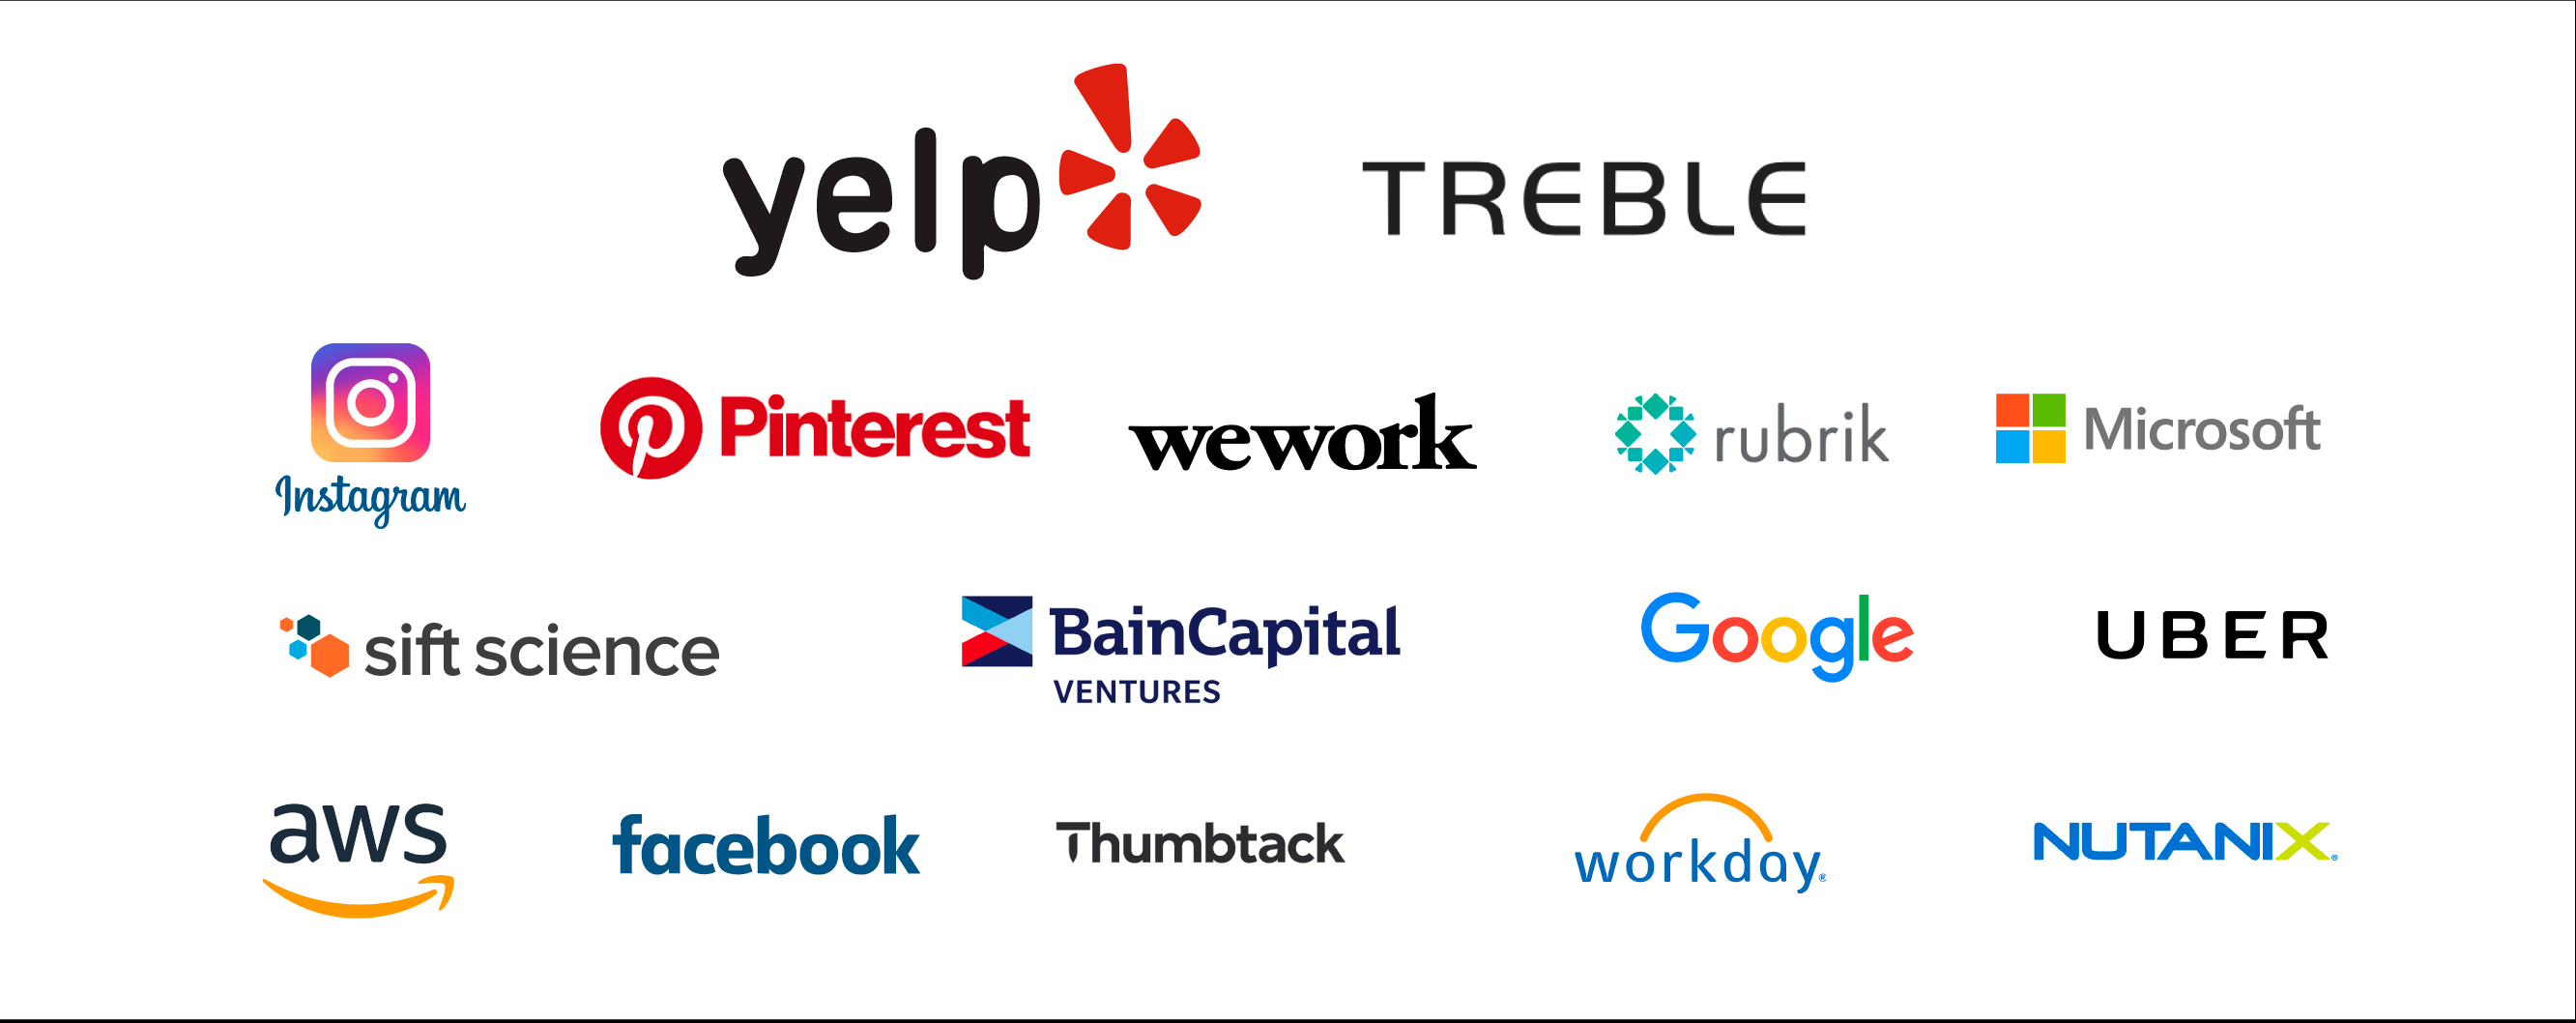 yelp TREBLE
Instagram Pinterest wework rubrik Microsoft
sift science BainCapital VENTURES Google UBER
aws facebook Thumbtack workday® NUTANIX®